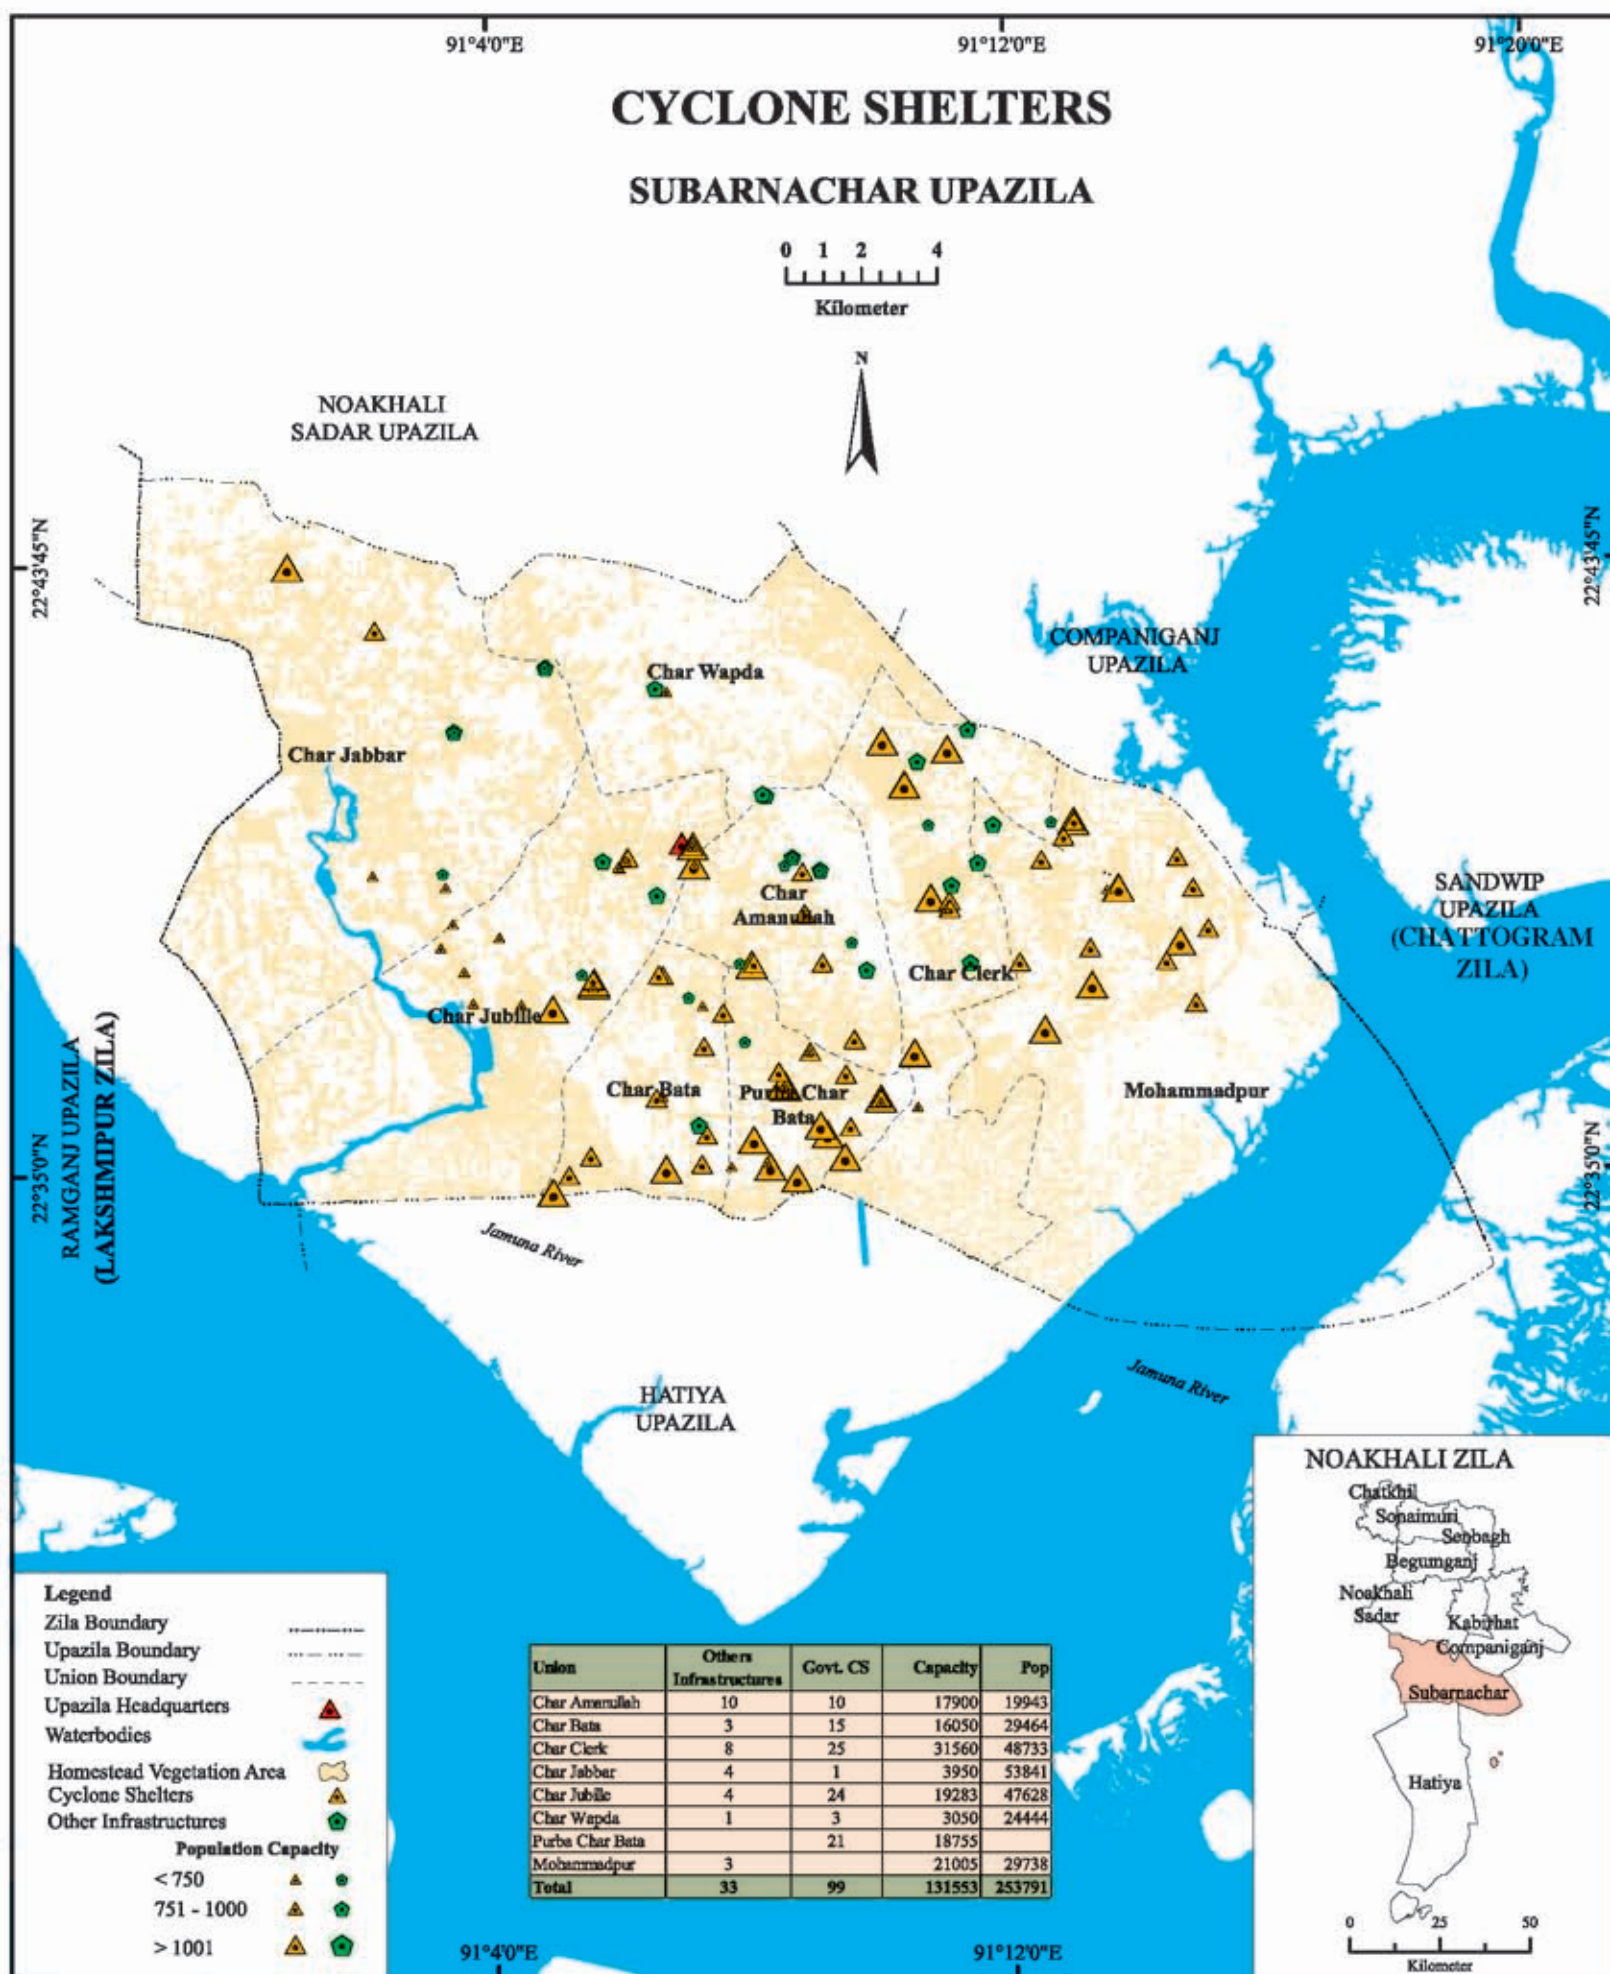 91°4'0"E 91°12'0"E 91°20'0"E
CYCLONE SHELTERS
SUBARNACHAR UPAZILA
0 1 2 4
Kilometer
N
NOAKHALI
SADAR UPAZILA
22°43'45"N
22°43'45"N
COMPANIGANJ
UPAZILA
Char Wapda
Char Jabbar
SANDWIP
UPAZILA
(CHATTOGRAM
ZILA)
Char
Amanullah
Char Clerk
Char Jubille
RAMGANJ UPAZILA
(LAKSHMIPUR ZILA)
Char Bata
Purba Char
Bata
Mohammadpur
22°35'0"N
22°35'0"N
Jamuna River
Jamuna River
HATIYA
UPAZILA
NOAKHALI ZILA
Chatkhil
Sonaimuri
Senbagh
Begumganj
Noakhali
Sadar
Kabirhat
Companiganj
Subarnachar
Hatiya
0 25 50
Kilometer
Legend
Zila Boundary
Upazila Boundary
Union Boundary
Upazila Headquarters
Waterbodies
Homestead Vegetation Area
Cyclone Shelters
Other Infrastructures
Population Capacity
< 750
751 - 1000
> 1001
Union Others Infrastructures Govt. CS Capacity Pop
Char Amanullah 10 10 17900 19943
Char Bata 3 15 16050 29464
Char Clerk 8 25 31560 48733
Char Jabbar 4 1 3950 53841
Char Jubille 4 24 19283 47628
Char Wapda 1 3 3050 24444
Purba Char Bata 21 18755
Mohammadpur 3 21005 29738
Total 33 99 131553 253791
91°4'0"E 91°12'0"E